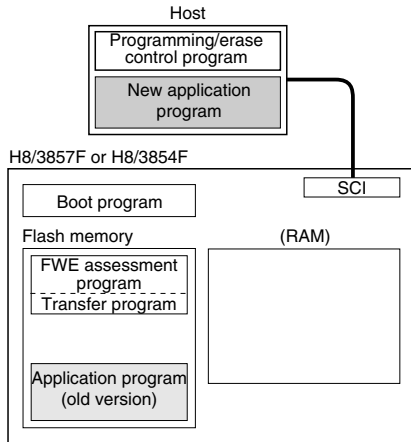 Host
Programming/erase
control program
New application
program
H8/3857F or H8/3854F
SCI
Boot program
Flash memory
(RAM)
FWE assessment
program
Transfer program
Application program
(old version)